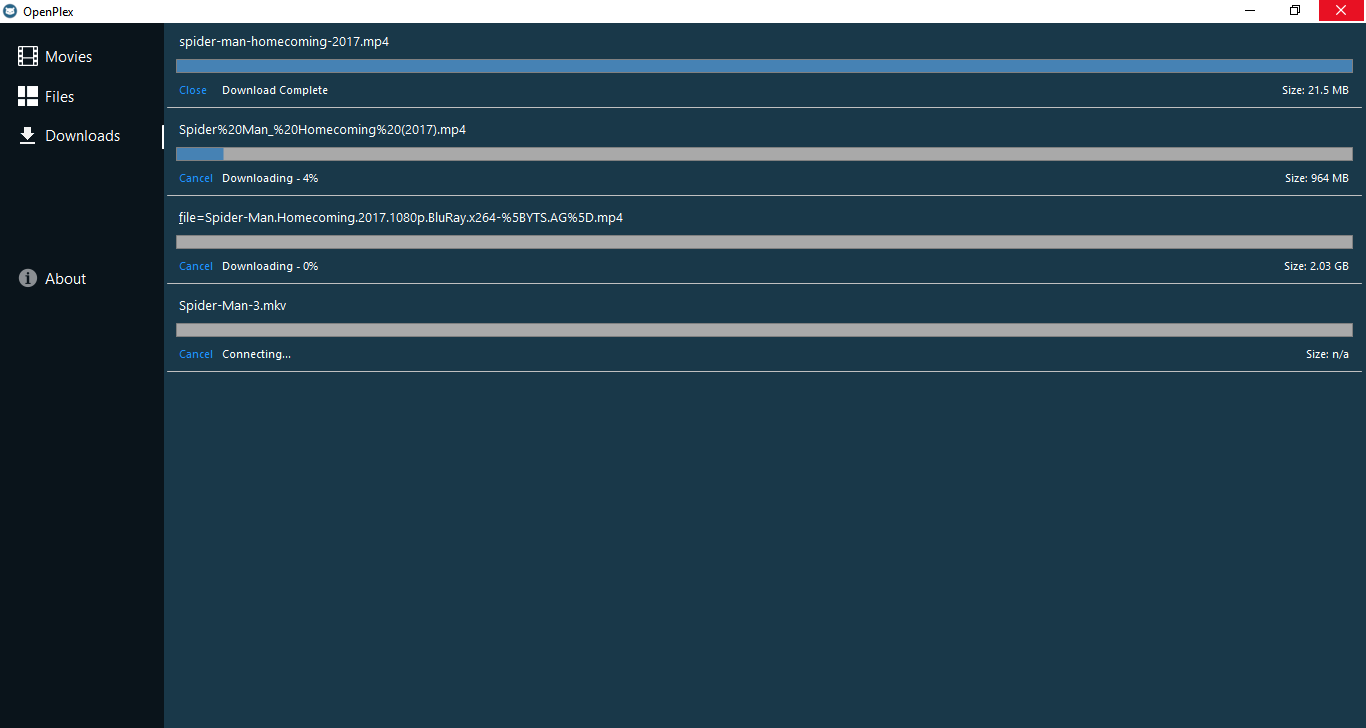 OpenPlex
Movies
Files
Downloads
About
spider-man-homecoming-2017.mp4
Close Download Complete Size: 21.5 MB
Spider%20Man_%20Homecoming%20(2017).mp4
Cancel Downloading - 4% Size: 964 MB
file=Spider-Man.Homecoming.2017.1080p.BluRay.x264-%5BYTS.AG%5D.mp4
Cancel Downloading - 0% Size: 2.03 GB
Spider-Man-3.mkv
Cancel Connecting... Size: n/a